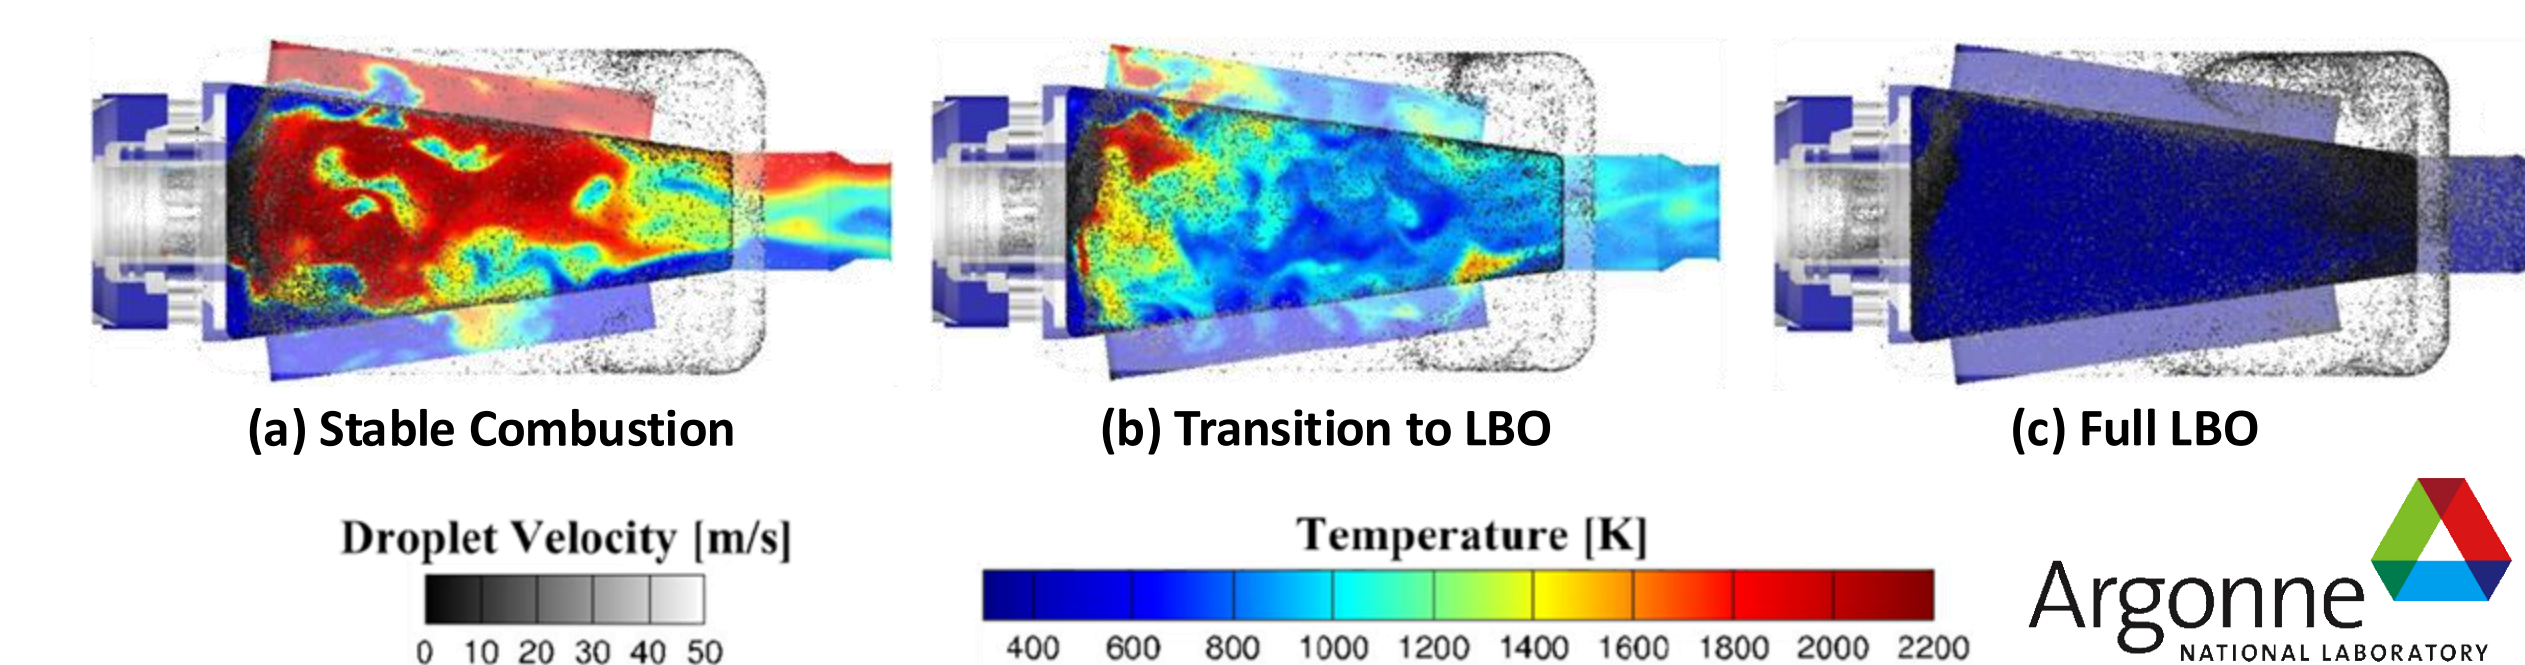 (a) Stable Combustion
(b) Transition to LBO
(c) Full LBO
Droplet Velocity [m/s]
0 10 20 30 40 50
Temperature [K]
400 600 800 1000 1200 1400 1600 1800 2000 2200
Argonne
NATIONAL LABORATORY